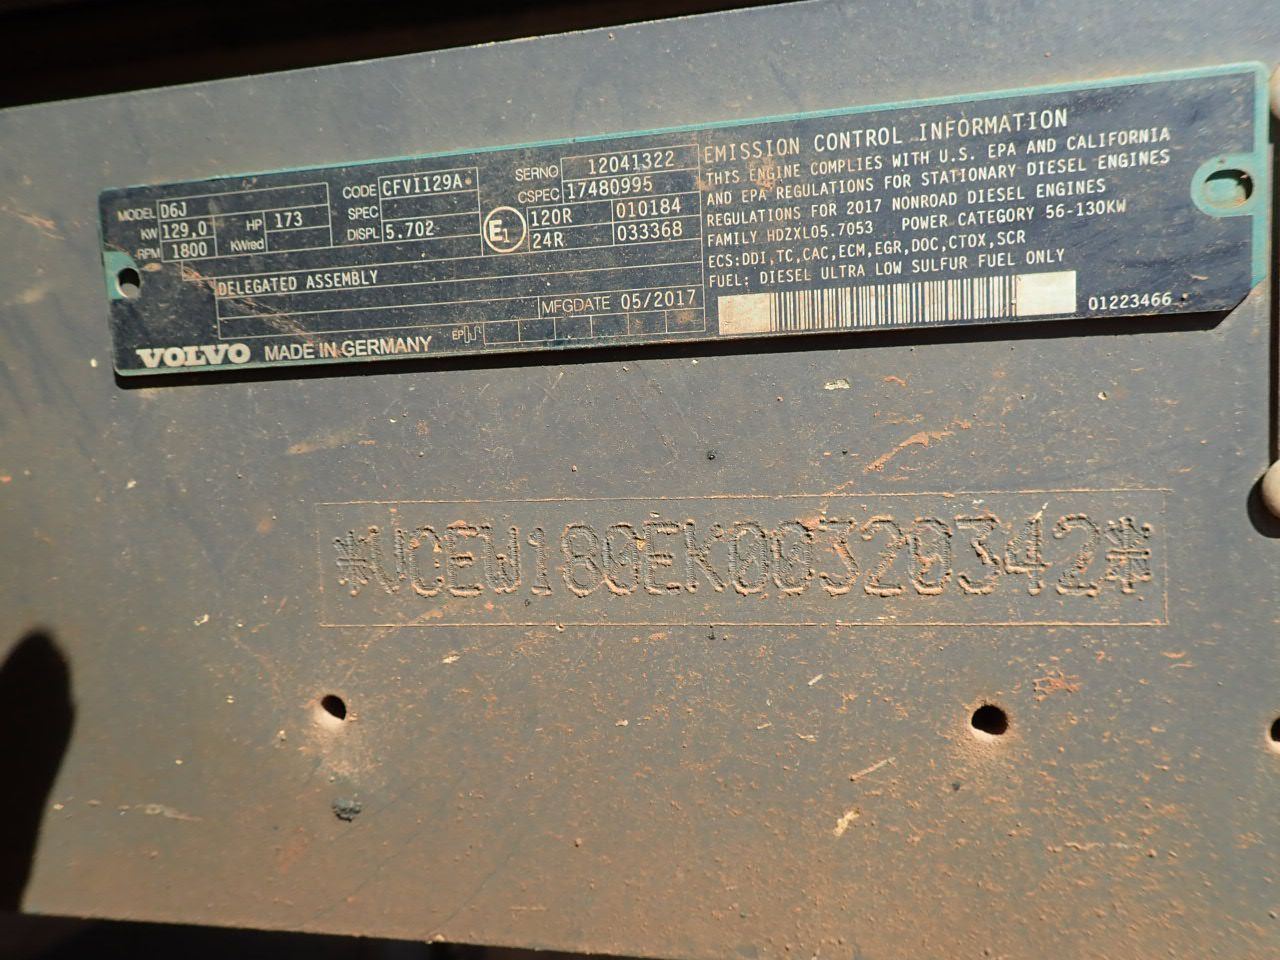 MODEL D6J
KW 129.0 HP 173
RPM 1800 KWred
CODE CFVI129A
SPEC
DISPL 5.702
SERNO 12041322
CSPEC 17480995
E1 120R 010184
24R 033368
DELEGATED ASSEMBLY
MFGDATE 05/2017
VOLVO MADE IN GERMANY EP
EMISSION CONTROL INFORMATION
THIS ENGINE COMPLIES WITH U.S. EPA AND CALIFORNIA
AND EPA REGULATIONS FOR STATIONARY DIESEL ENGINES
REGULATIONS FOR 2017 NONROAD DIESEL ENGINES
FAMILY HDZXL05.7053 POWER CATEGORY 56-130KW
ECS:DDI,TC,CAC,ECM,EGR,DOC,CTOX,SCR
FUEL: DIESEL ULTRA LOW SULFUR FUEL ONLY
01223466
*VCEW180EK00320342*